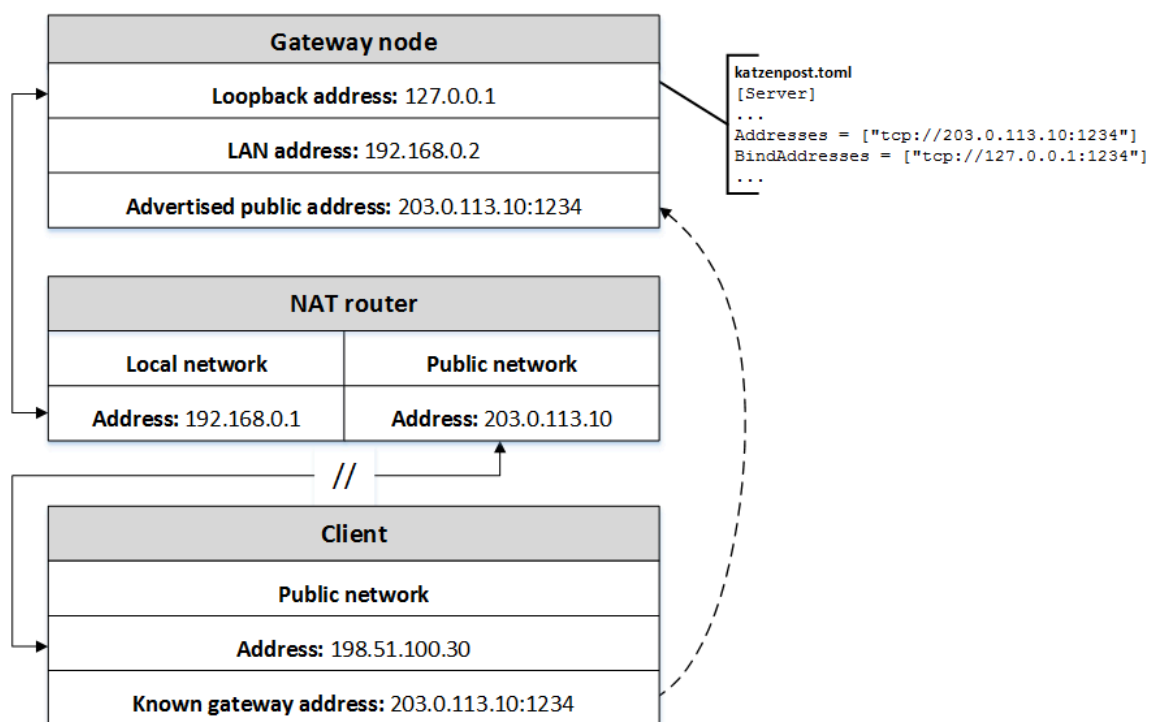 Gateway node
Loopback address: 127.0.0.1
LAN address: 192.168.0.2
Advertised public address: 203.0.113.10:1234
katzenpost.toml
[Server]
...
Addresses = ["tcp://203.0.113.10:1234"]
BindAddresses = ["tcp://127.0.0.1:1234"]
...
NAT router
Local network
Public network
Address: 192.168.0.1
Address: 203.0.113.10
//
Client
Public network
Address: 198.51.100.30
Known gateway address: 203.0.113.10:1234